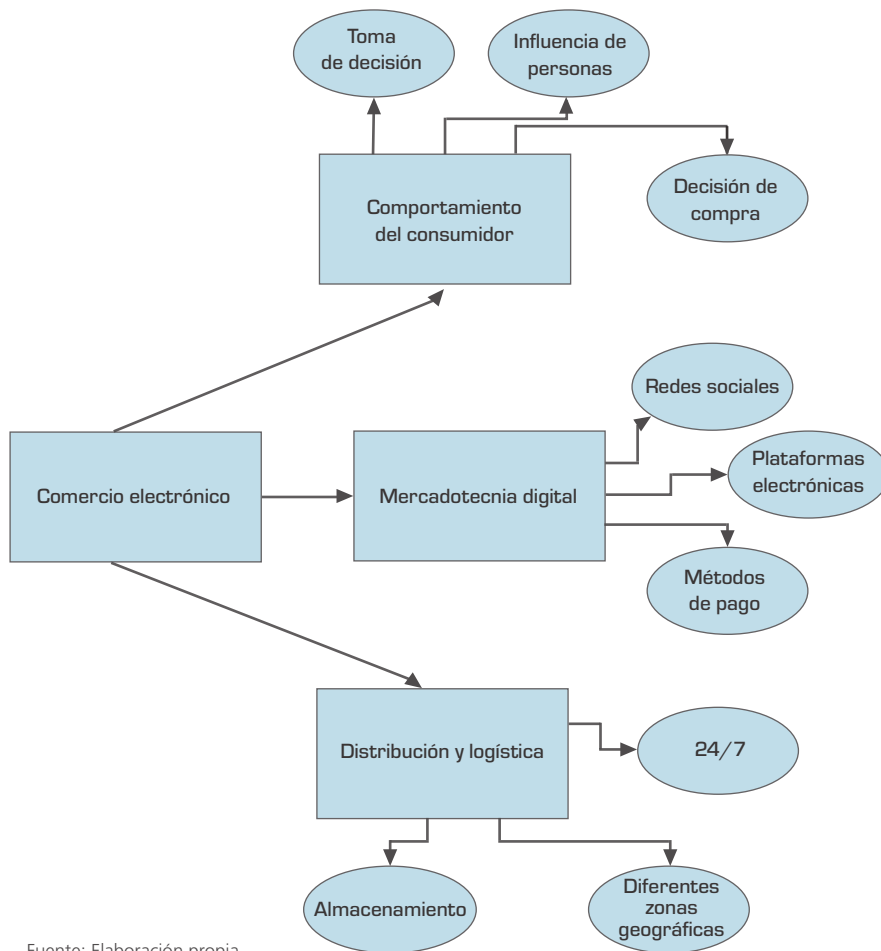 Toma
de decisión
Influencia de
personas
Decisión de
compra
Comportamiento
del consumidor
Redes sociales
Plataformas
electrónicas
Comercio electrónico
Mercadotecnia digital
Métodos
de pago
Distribución y logística
24/7
Almacenamiento
Diferentes
zonas
geográficas
Fuente: Elaboración propia